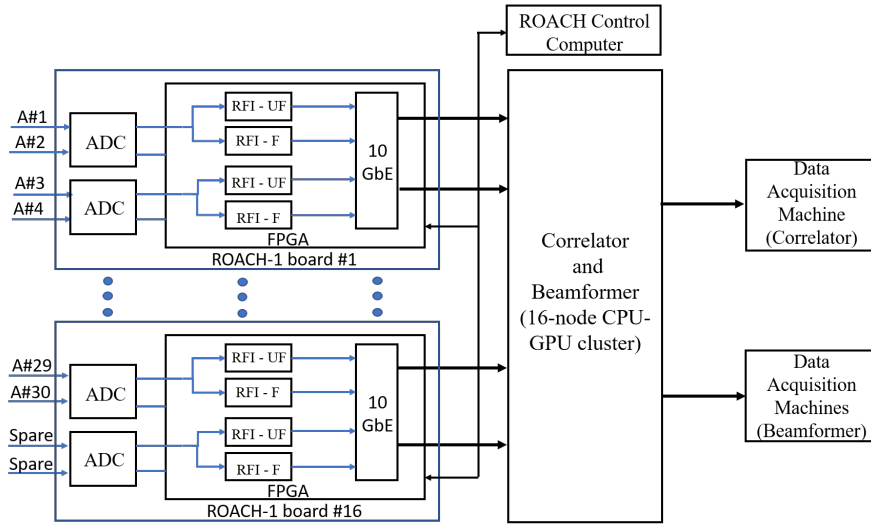 ROACH Control
Computer
A#1
A#2
A#3
A#4
ADC
ADC
RFI - UF
RFI - F
RFI - UF
RFI - F
10
GbE
FPGA
ROACH-1 board #1
A#29
A#30
Spare
Spare
ADC
ADC
RFI - UF
RFI - F
RFI - UF
RFI - F
10
GbE
FPGA
ROACH-1 board #16
Correlator
and
Beamformer
(16-node CPU-
GPU cluster)
Data
Acquisition
Machine
(Correlator)
Data
Acquisition
Machines
(Beamformer)